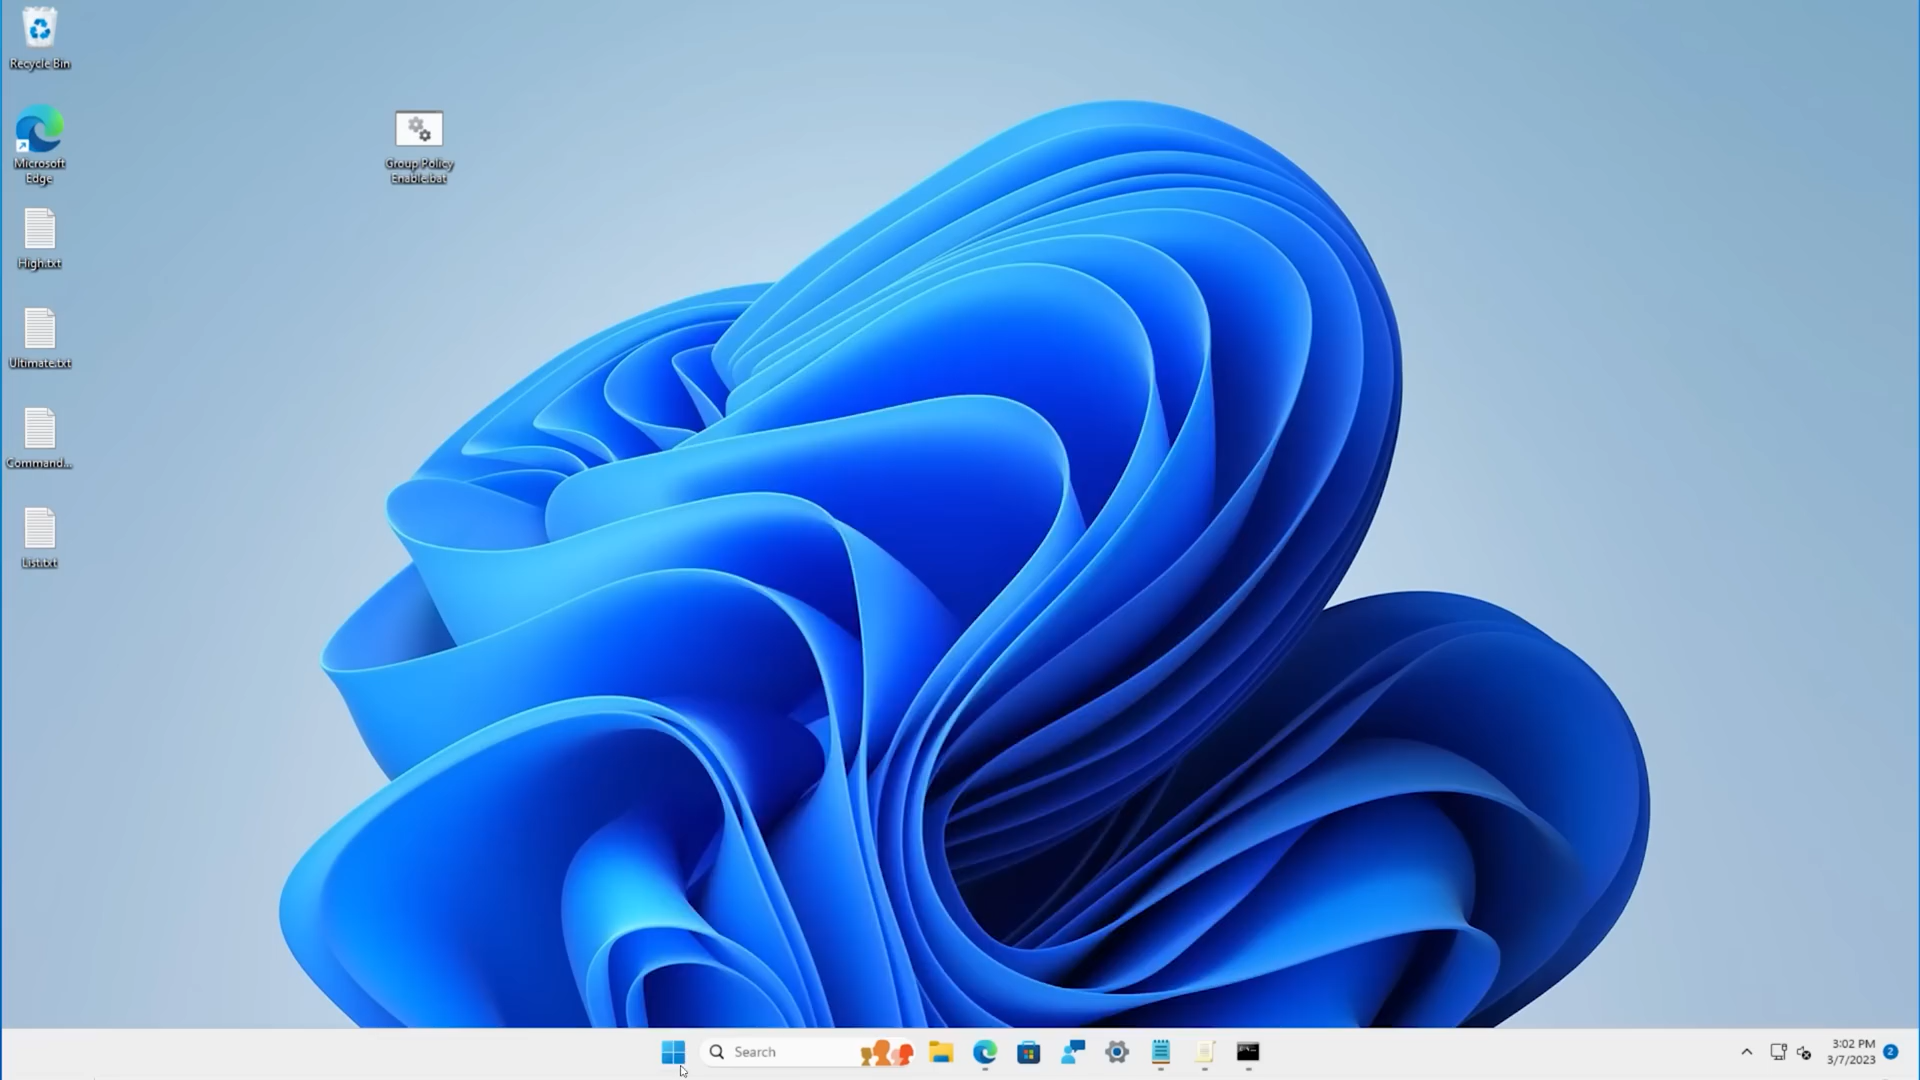 Recycle Bin
Microsoft
Edge
High.txt
Ultimate.txt
Command...
List.txt
Group Policy
Enable.bat
Search
3:02 PM
3/7/2023
2